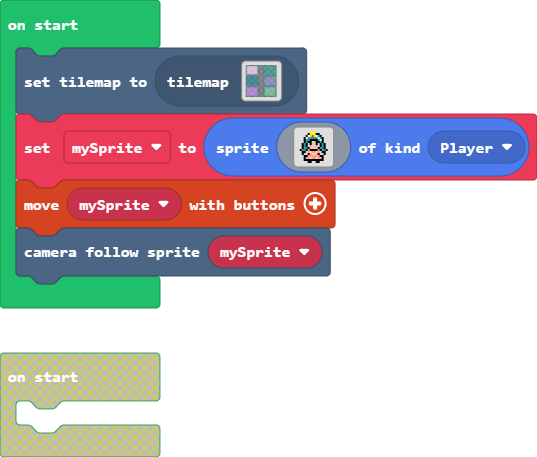 on start
set tilemap to tilemap
set mySprite to sprite of kind Player
move mySprite with buttons
camera follow sprite mySprite
on start